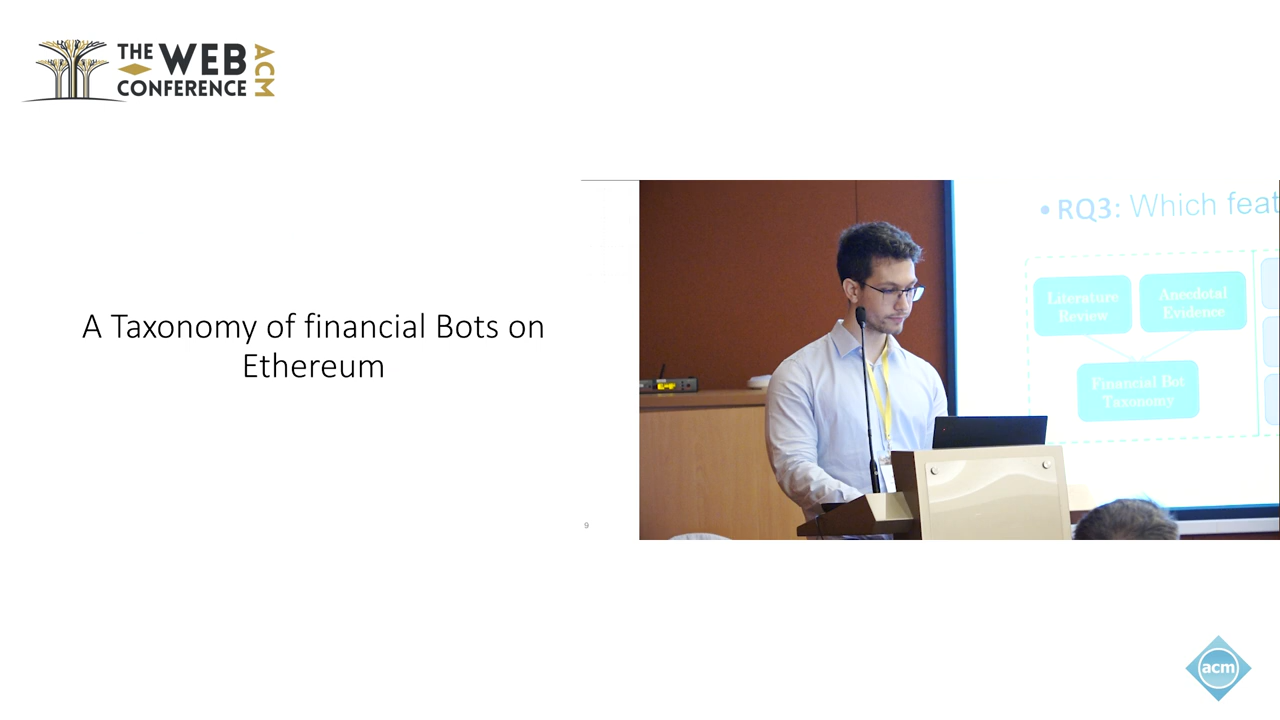 THE WEB
CONFERENCE
ACM
A Taxonomy of financial Bots on
Ethereum
9
• RQ3: Which feat
Literature
Review
Anecdotal
Evidence
Financial Bot
Taxonomy
acm